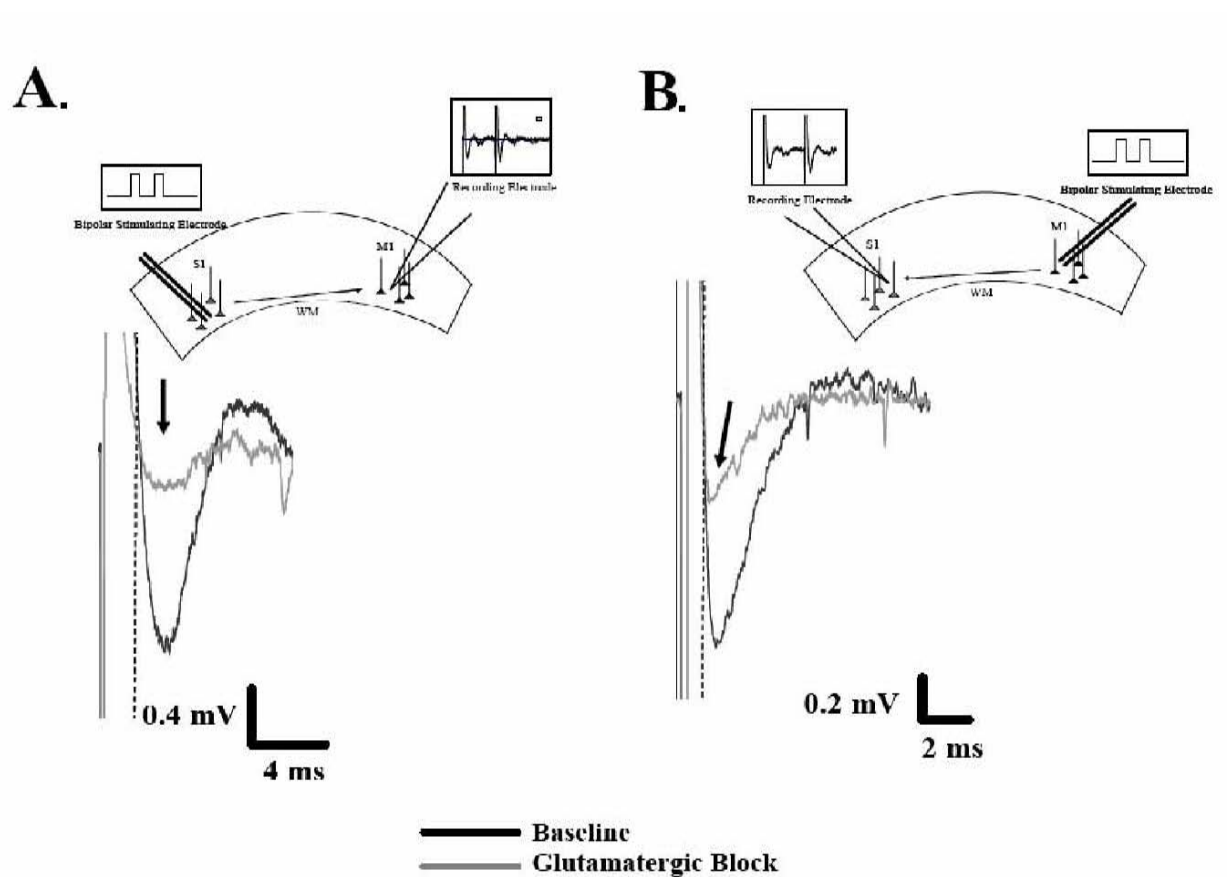 A.
Recording Electrode
Bipolar Stimulating Electrode
S1
M1
WM
0.4 mV
4 ms
B.
Recording Electrode
Bipolar Stimulating Electrode
S1
M1
WM
0.2 mV
2 ms
Baseline
Glutamatergic Block